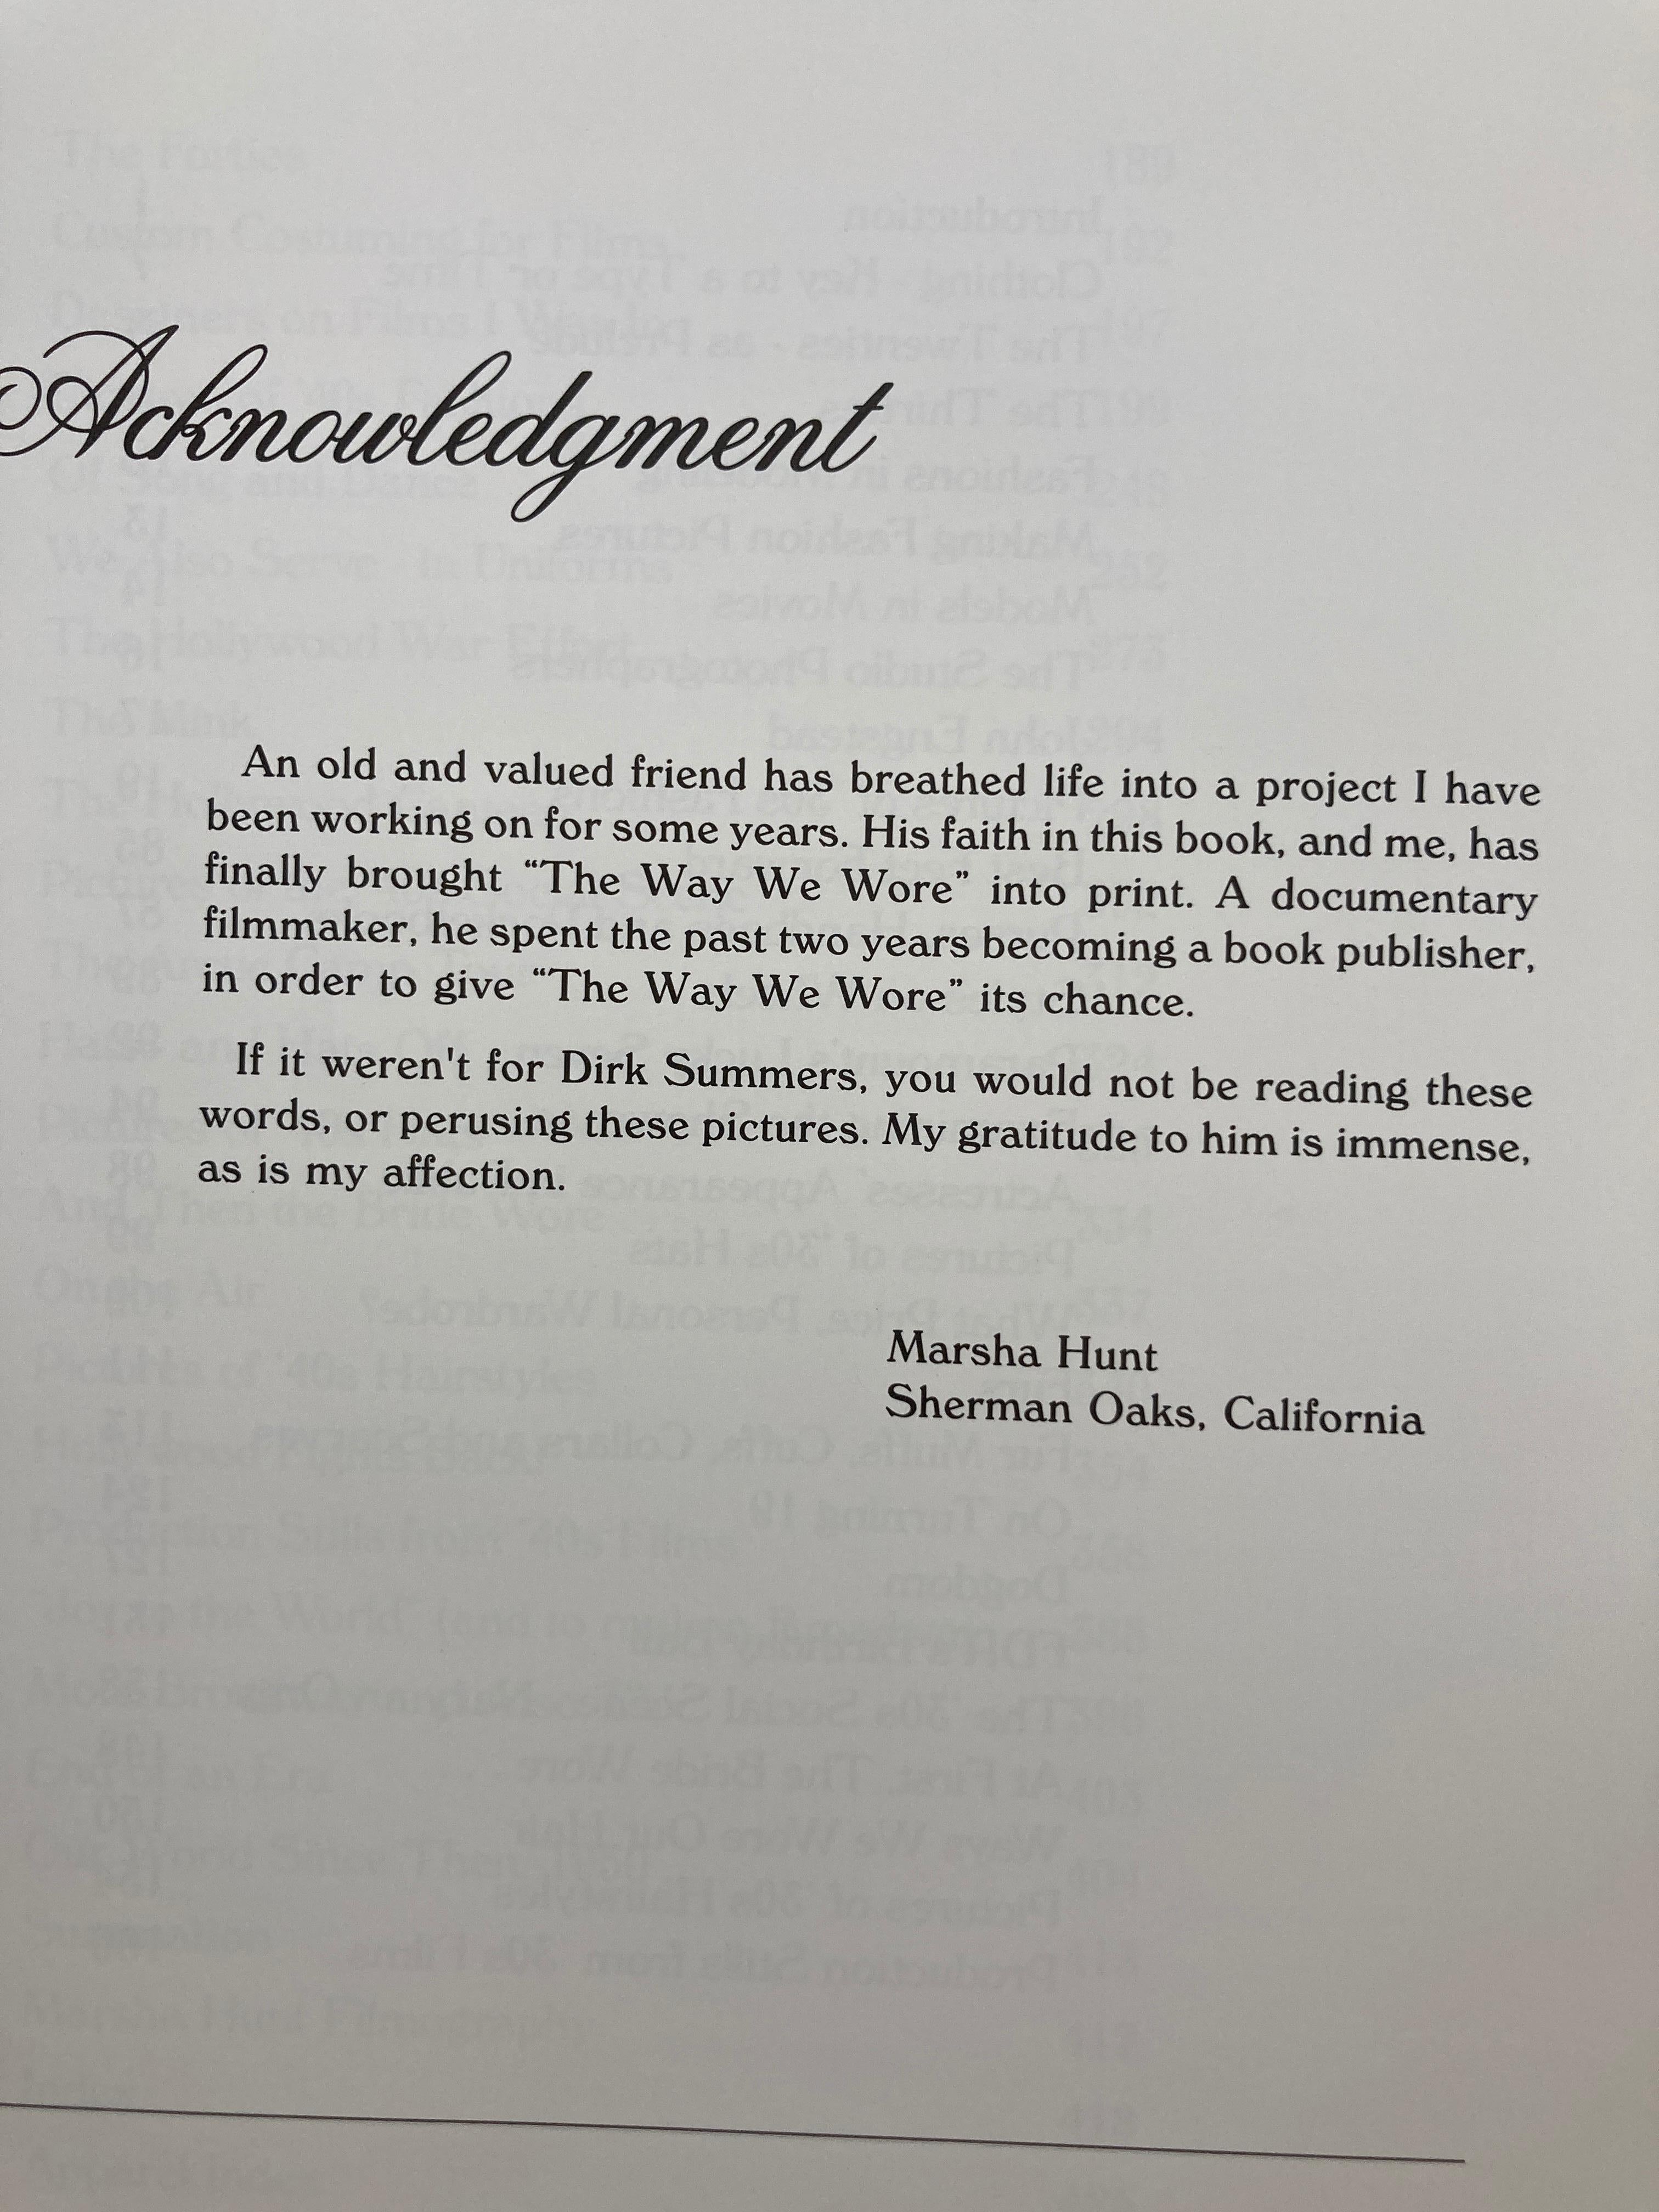 Acknowledgment
An old and valued friend has breathed life into a project I have
been working on for some years. His faith in this book, and me, has
finally brought “The Way We Wore” into print. A documentary
filmmaker, he spent the past two years becoming a book publisher,
in order to give “The Way We Wore” its chance.
If it weren't for Dirk Summers, you would not be reading these
words, or perusing these pictures. My gratitude to him is immense,
as is my affection.
Marsha Hunt
Sherman Oaks, California